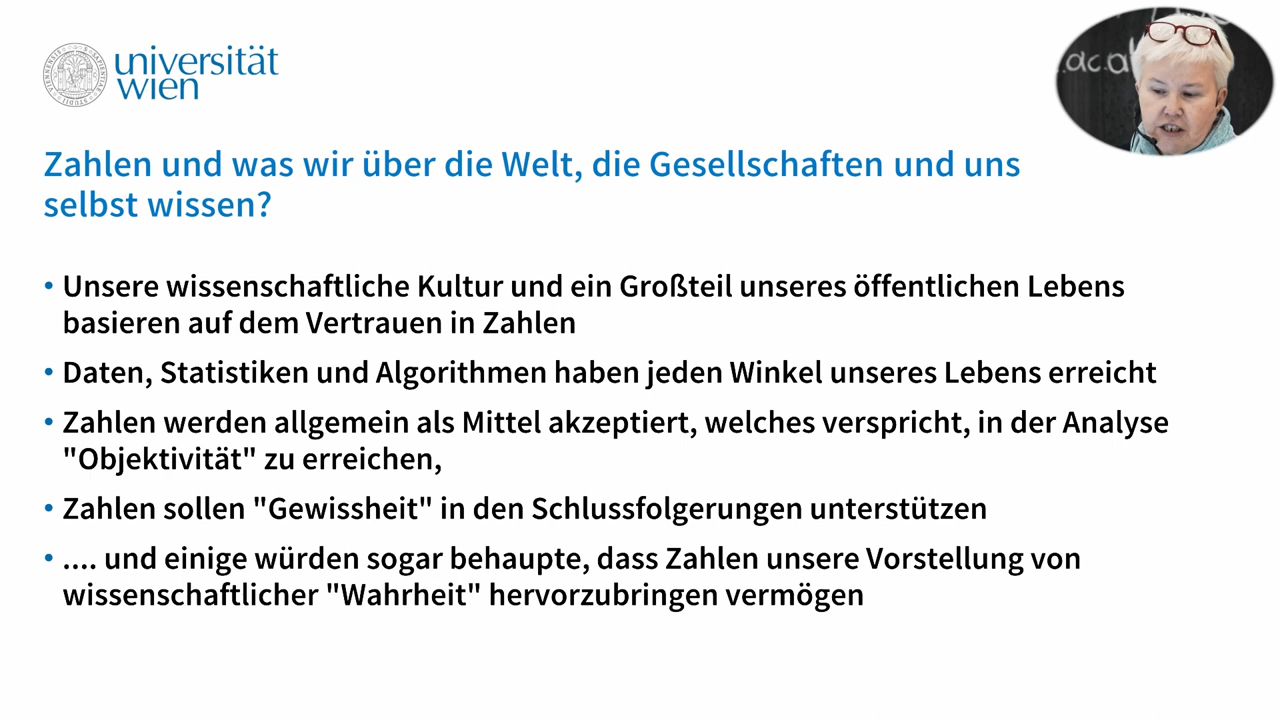 universität
wien
Zahlen und was wir über die Welt, die Gesellschaften und uns
selbst wissen?
• Unsere wissenschaftliche Kultur und ein Großteil unseres öffentlichen Lebens
basieren auf dem Vertrauen in Zahlen
• Daten, Statistiken und Algorithmen haben jeden Winkel unseres Lebens erreicht
• Zahlen werden allgemein als Mittel akzeptiert, welches verspricht, in der Analyse
"Objektivität" zu erreichen,
• Zahlen sollen "Gewissheit" in den Schlussfolgerungen unterstützen
• .... und einige würden sogar behaupte, dass Zahlen unsere Vorstellung von
wissenschaftlicher "Wahrheit" hervorzubringen vermögen